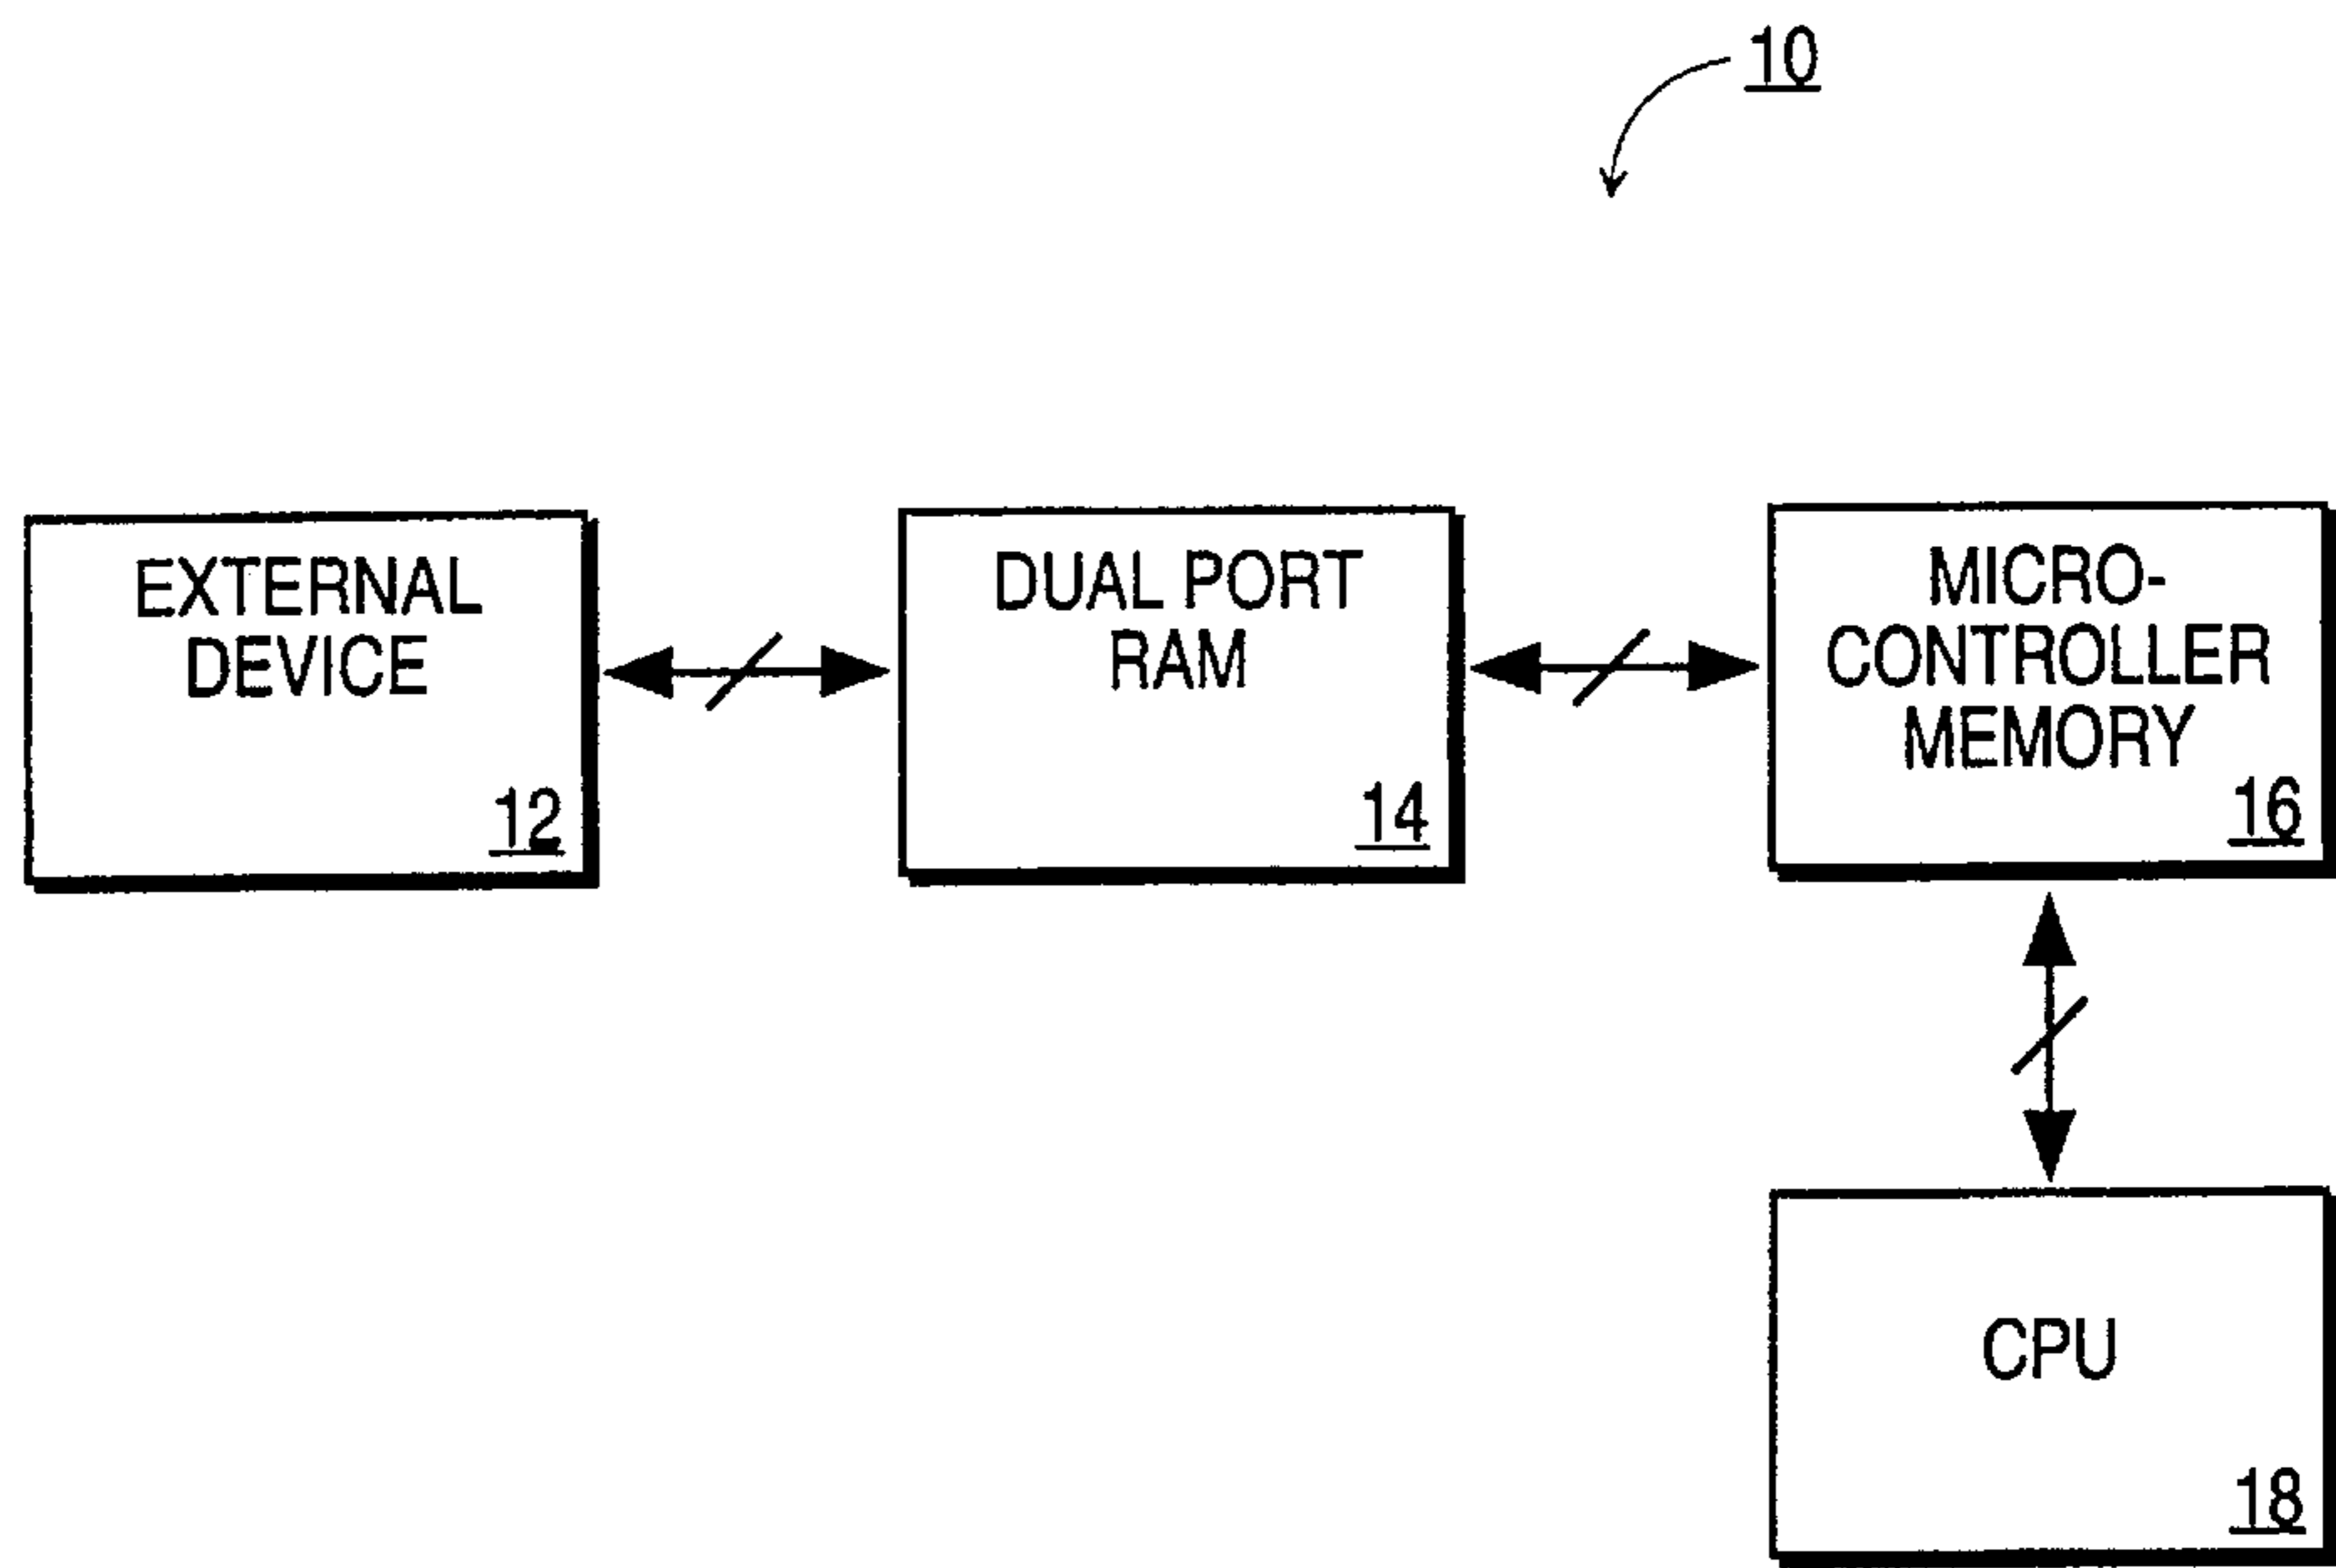 10
EXTERNAL
DEVICE
12
DUAL PORT
RAM
14
MICRO-
CONTROLLER
MEMORY
16
CPU
18